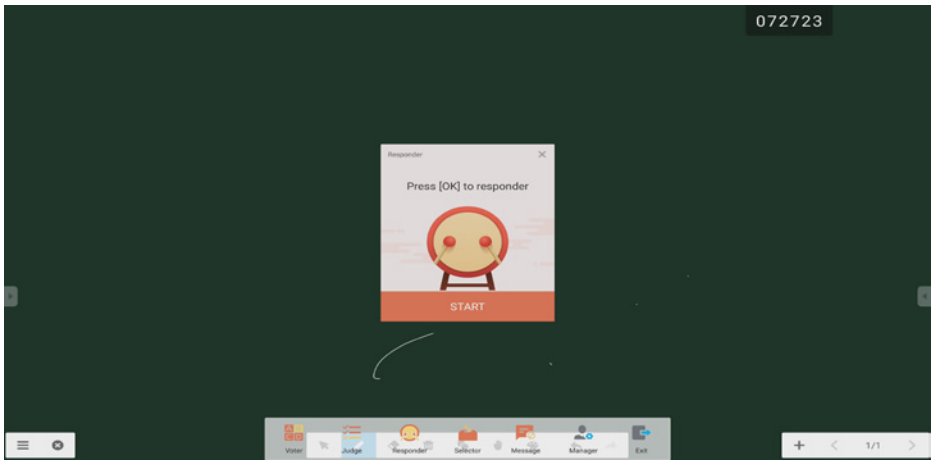 072723
Responder
Press [OK] to responder
START
Voter
Judge
Responder
Selector
Message
Manager
Exit
1/1